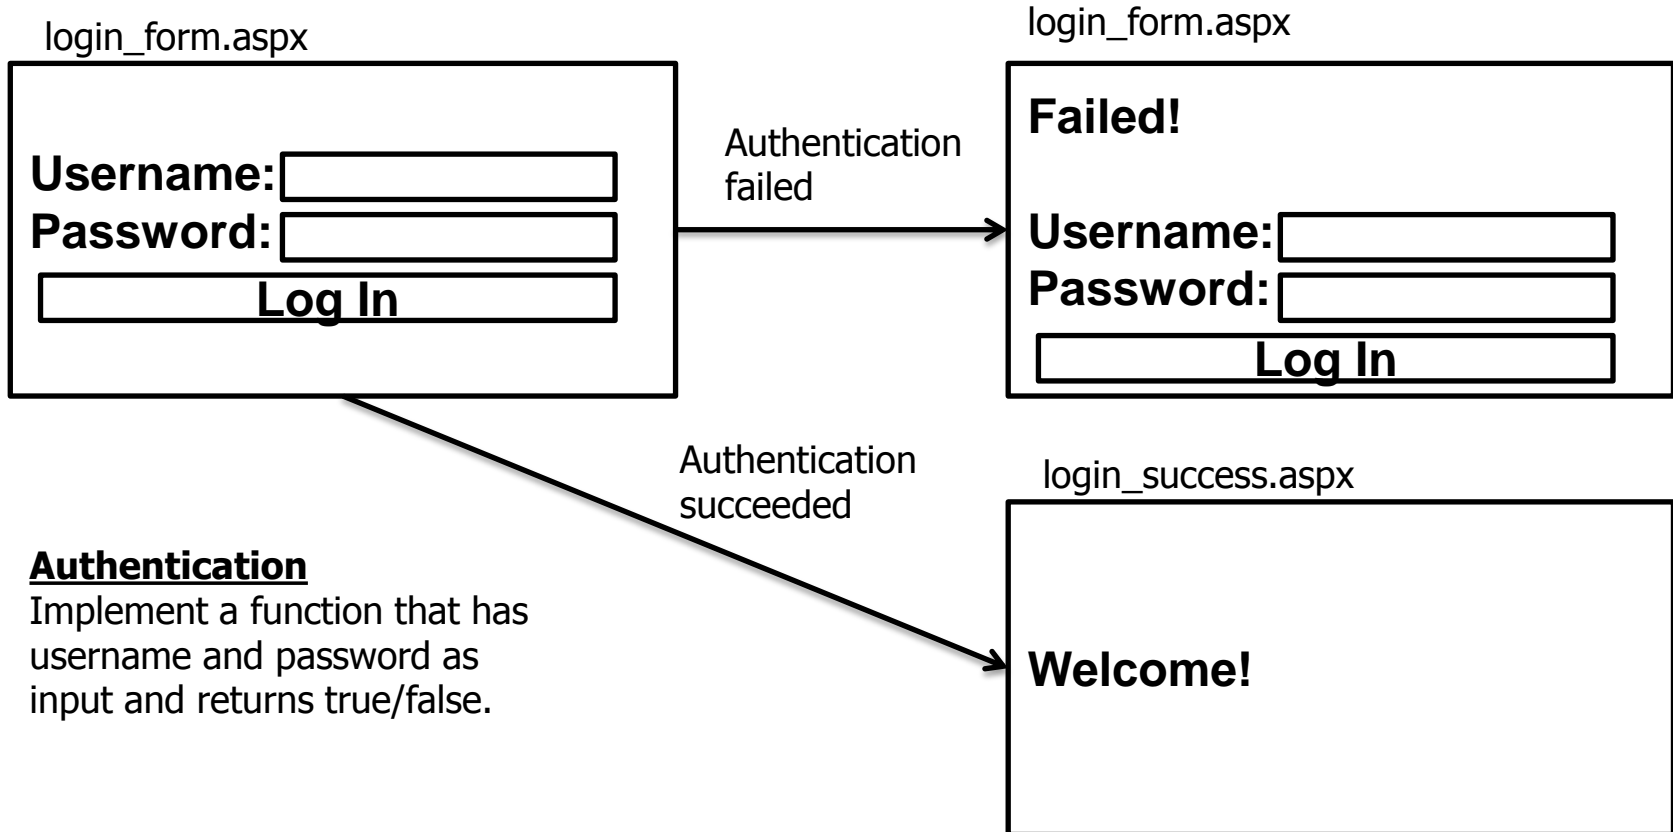 login_form.aspx
Username:
Password:
Log In
Authentication
failed
login_form.aspx
Failed!
Username:
Password:
Log In
Authentication
succeeded
login_success.aspx
Welcome!
Authentication
Implement a function that has
username and password as
input and returns true/false.